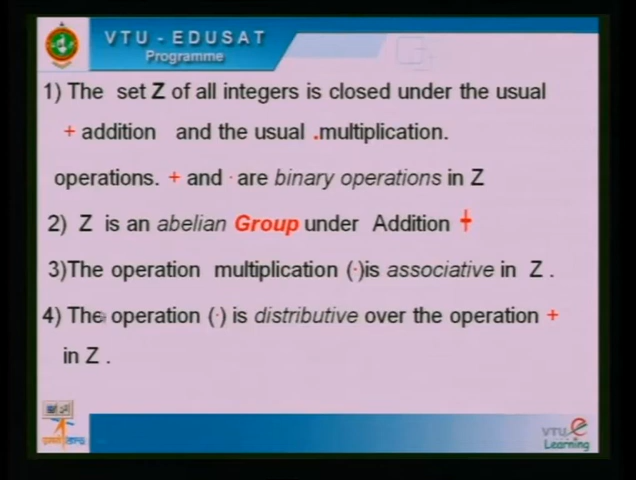 VTU - EDUSAT
Programme
1) The set Z of all integers is closed under the usual
+ addition and the usual .multiplication.
operations. + and · are binary operations in Z
2) Z is an abelian Group under Addition +
3)The operation multiplication (·)is associative in Z .
4) The operation (·) is distributive over the operation +
in Z .
VTU e
Learning